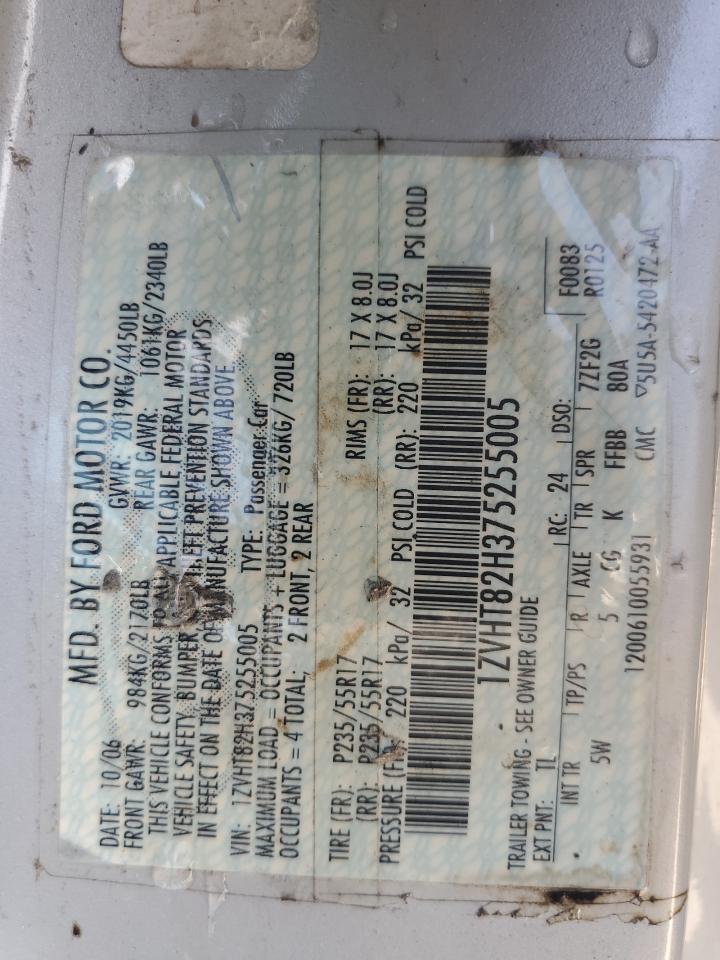 MFD. BY FORD MOTOR CO.
DATE: 10/06 GVWR: 2019KG/4450LB
FRONT GAWR: 984KG/2170LB REAR GAWR: 1061KG/2340LB
THIS VEHICLE CONFORMS TO ALL APPLICABLE FEDERAL MOTOR
VEHICLE SAFETY, BUMPER, THEFT PREVENTION STANDARDS
IN EFFECT ON THE DATE OF MANUFACTURE SHOWN ABOVE
VIN: 1ZVHT82H375255005 TYPE: Passenger Car
MAXIMUM LOAD = OCCUPANTS + LUGGAGE = 326KG/ 720LB
OCCUPANTS = 4 TOTAL: 2 FRONT, 2 REAR
TIRE (FR): P235/55R17 RIMS (FR): 17 X 8.0J
(RR): P235/55R17 (RR): 17 X 8.0J
PRESSURE (FR): 220 kPa/ 32 PSI COLD (RR): 220 kPa/ 32 PSI COLD
1ZVHT82H375255005
TRAILER TOWING - SEE OWNER GUIDE
F0083
EXT PNT: TL RC: 24 DSO: R0125
INT TR TP/PS R AXLE TR SPR 7ZF2G
5W 5 CG K FFBB 80A
1200610055931 CMC ▽5U5A-5420472-AA